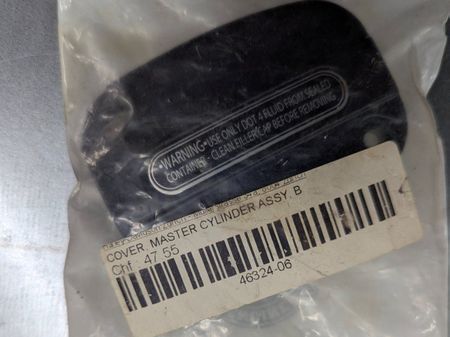 •WARNING•USE ONLY DOT 4 FLUID FROM SEALED
CONTAINER - CLEAN FILLER CAP BEFORE REMOVING
COVER. MASTER CYLINDER ASSY. B
Chf : 47 55
46324-06